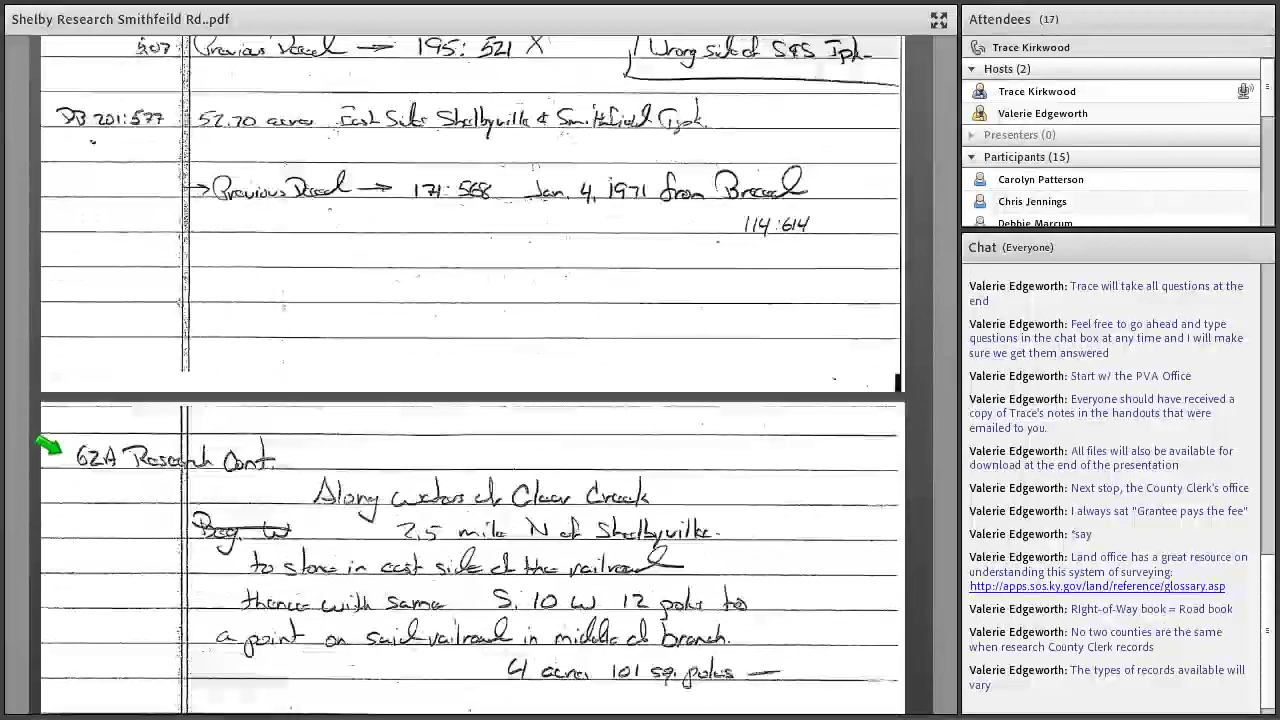 Shelby Research Smithfeild Rd..pdf
507 Previous Deed → 195:521 X
Wrong side of S&S Tpk
DB 201:577 52.70 acres East Side Shelbyville & Smithfield Tpk.
→ Previous Deed → 171:568 Jan. 4, 1971 from Breed
114:614
62A Research Cont.
Along waters of Clear Creek
Beg. W 2.5 mile N of Shelbyville.
to stone in east side of the railroad
thence with same S. 10 W 12 poles to
a point on said railroad in middle of branch.
4 acres 101 sq. poles —
Attendees (17)
Trace Kirkwood
Hosts (2)
Trace Kirkwood
Valerie Edgeworth
Presenters (0)
Participants (15)
Carolyn Patterson
Chris Jennings
Debbie Marcum
Chat (Everyone)
Valerie Edgeworth: Trace will take all questions at the
end
Valerie Edgeworth: Feel free to go ahead and type
questions in the chat box at any time and I will make
sure we get them answered
Valerie Edgeworth: Start w/ the PVA Office
Valerie Edgeworth: Everyone should have received a
copy of Trace's notes in the handouts that were
emailed to you.
Valerie Edgeworth: All files will also be available for
download at the end of the presentation
Valerie Edgeworth: Next stop, the County Clerk's office
Valerie Edgeworth: I always sat "Grantee pays the fee"
Valerie Edgeworth: *say
Valerie Edgeworth: Land office has a great resource on
understanding this system of surveying:
http://apps.sos.ky.gov/land/reference/glossary.asp
Valerie Edgeworth: Right-of-Way book = Road book
Valerie Edgeworth: No two counties are the same
when research County Clerk records
Valerie Edgeworth: The types of records available will
vary